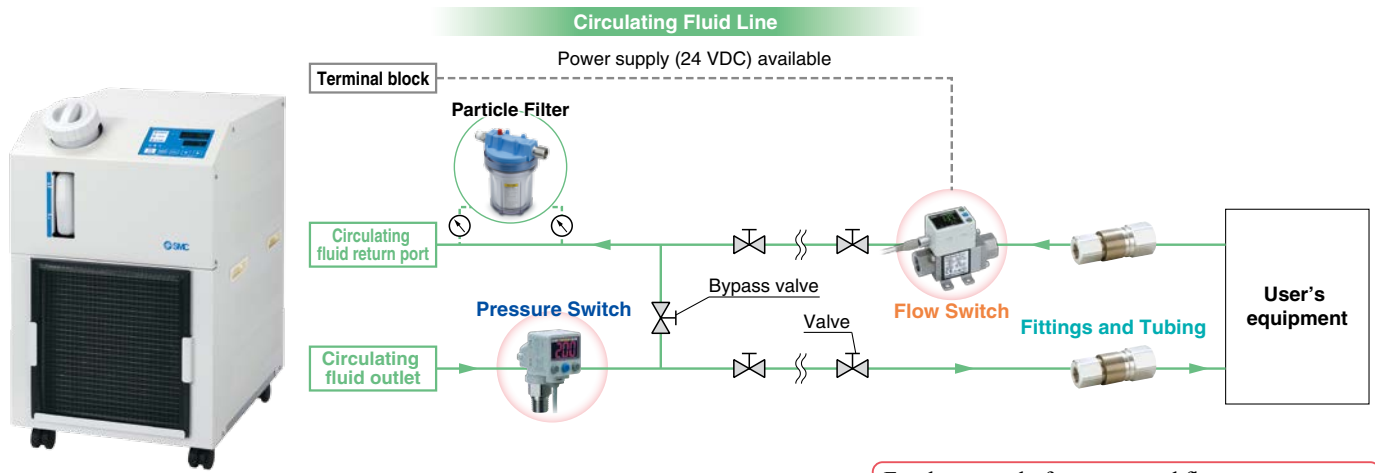 Circulating Fluid Line
Power supply (24 VDC) available
Terminal block
Particle Filter
SMC
Circulating
fluid return port
Bypass valve
Pressure Switch
Valve
Flow Switch
Fittings and Tubing
User's
equipment
200
Circulating
fluid outlet